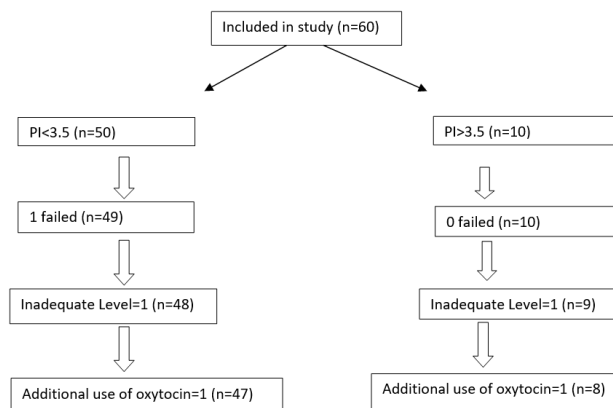 Included in study (n=60)
PI<3.5 (n=50)
PI>3.5 (n=10)
1 failed (n=49)
0 failed (n=10)
Inadequate Level=1 (n=48)
Inadequate Level=1 (n=9)
Additional use of oxytocin=1 (n=47)
Additional use of oxytocin=1 (n=8)